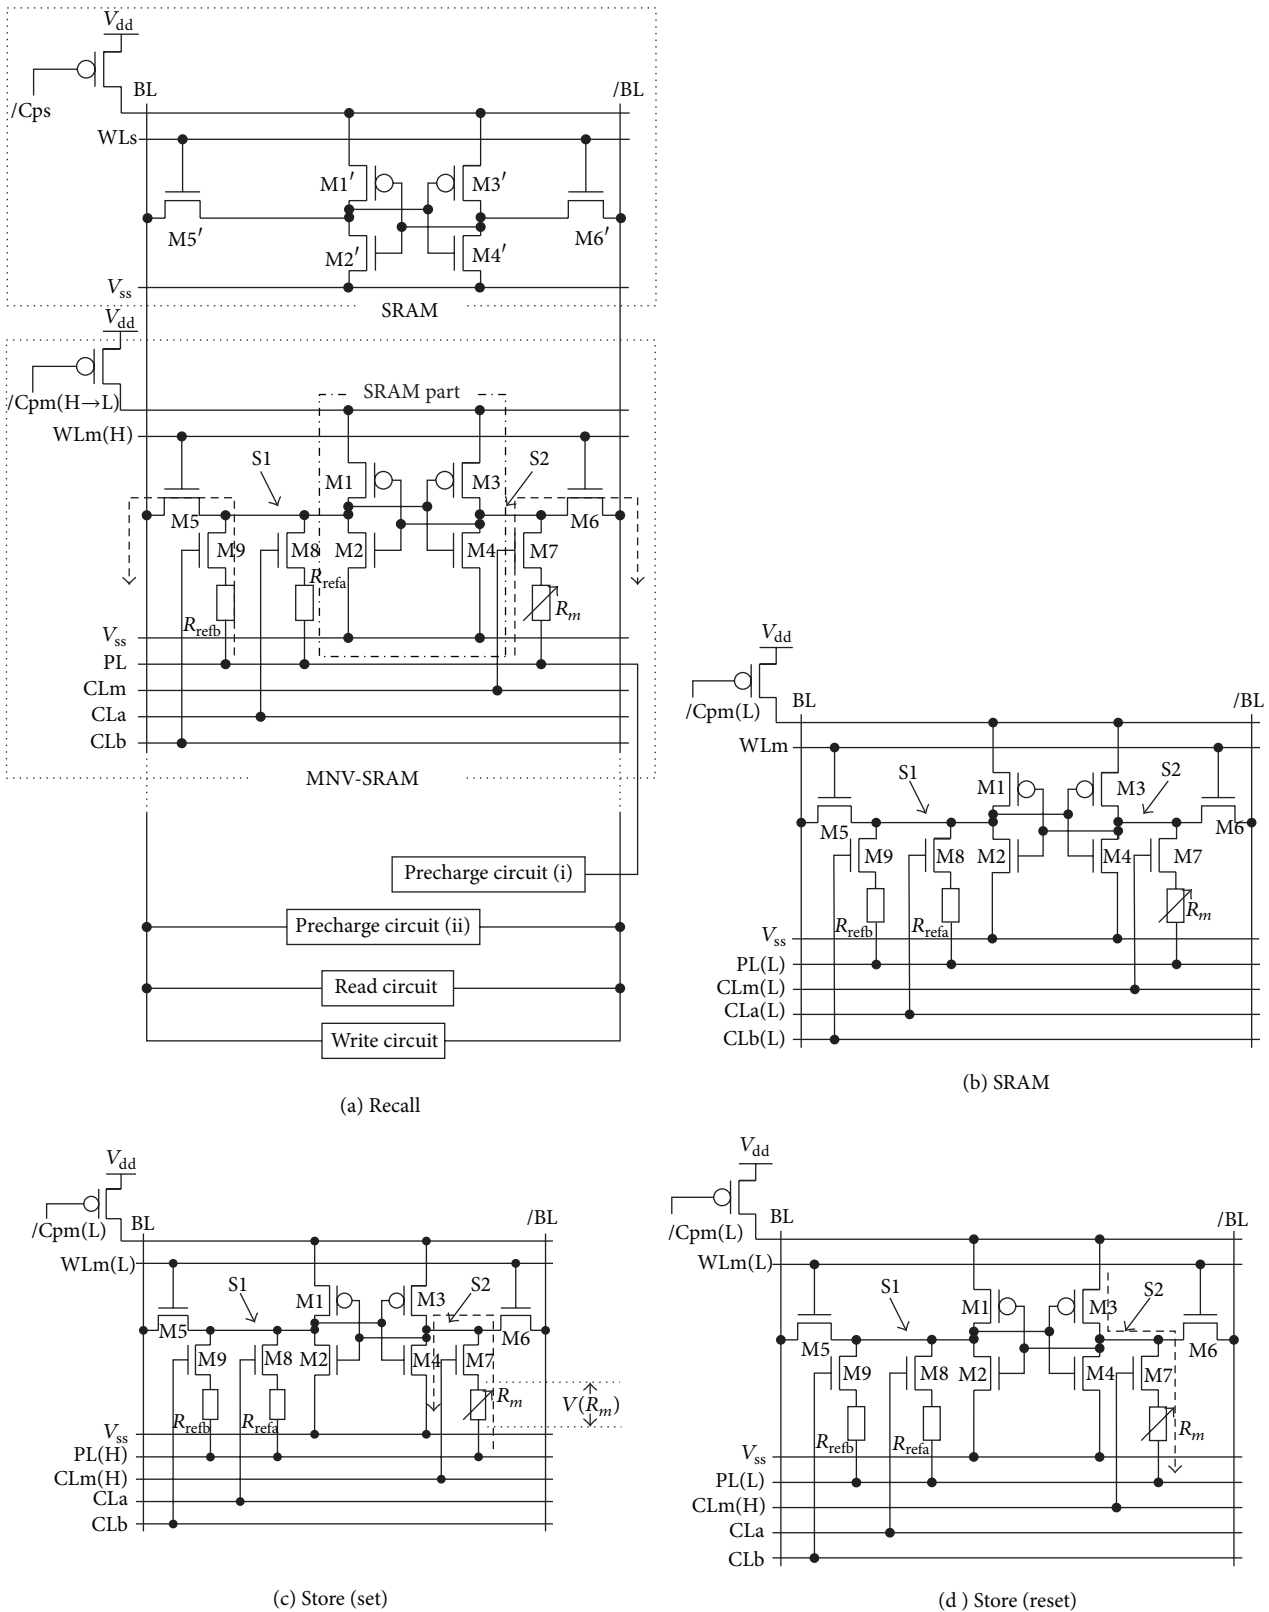 Vdd
/Cps
BL
/BL
WLs
M1′
M3′
M5′
M6′
M2′
M4′
Vss
SRAM
Vdd
/Cpm(H→L)
SRAM part
WLm(H)
S1
S2
M1
M3
M5
M6
M9
M8
M2
M4
M7
Rrefa
Rrefb
Rm
Vss
PL
CLm
CLa
CLb
MNV-SRAM
Precharge circuit (i)
Precharge circuit (ii)
Read circuit
Write circuit
(a) Recall
Vdd
/Cpm(L)
BL
/BL
WLm
S1
S2
M1
M3
M5
M6
M9
M8
M2
M4
M7
Rrefb
Rrefa
Rm
Vss
PL(L)
CLm(L)
CLa(L)
CLb(L)
(b) SRAM
Vdd
/Cpm(L)
BL
/BL
WLm(L)
S1
S2
M1
M3
M5
M6
M9
M8
M2
M4
M7
Rrefb
Rrefa
Rm
V(Rm)
Vss
PL(H)
CLm(H)
CLa
CLb
(c) Store (set)
Vdd
/Cpm(L)
BL
/BL
WLm(L)
S1
S2
M1
M3
M5
M6
M9
M8
M2
M4
M7
Rrefb
Rrefa
Rm
Vss
PL(L)
CLm(H)
CLa
CLb
(d ) Store (reset)